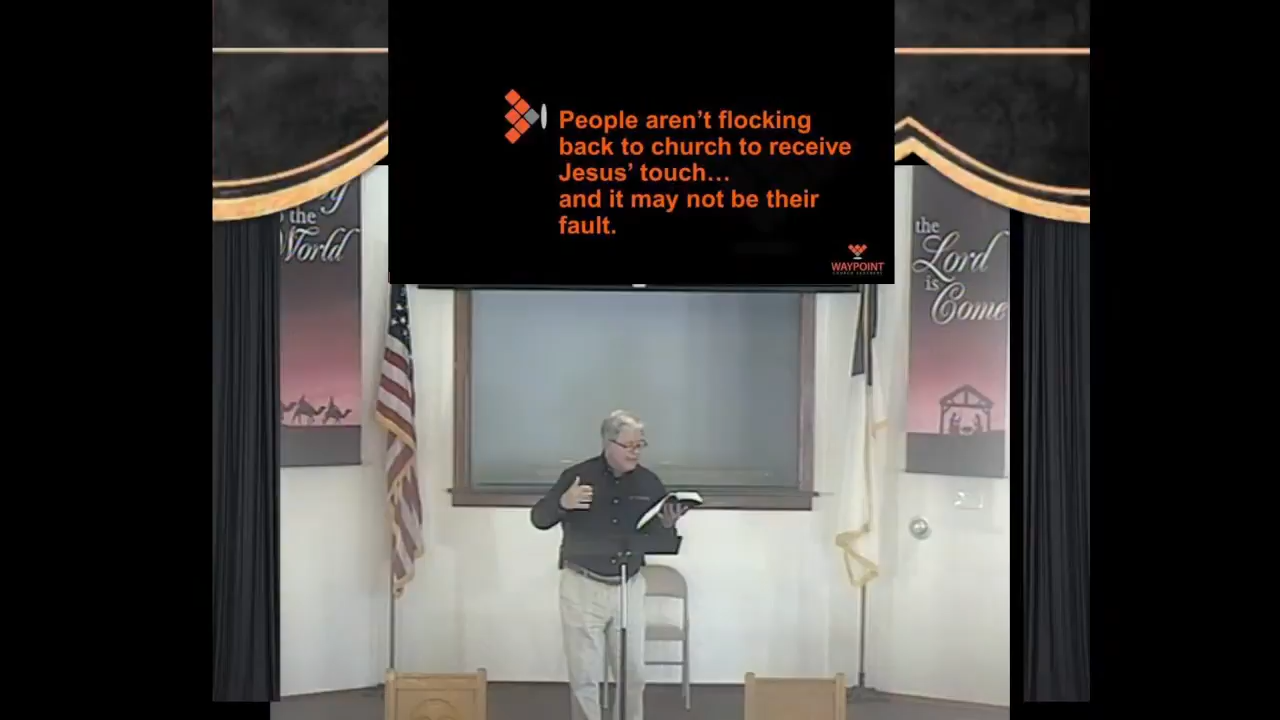 People aren't flocking
back to church to receive
Jesus' touch...
and it may not be their
fault.
WAYPOINT
the
World
the
Lord
is
Come